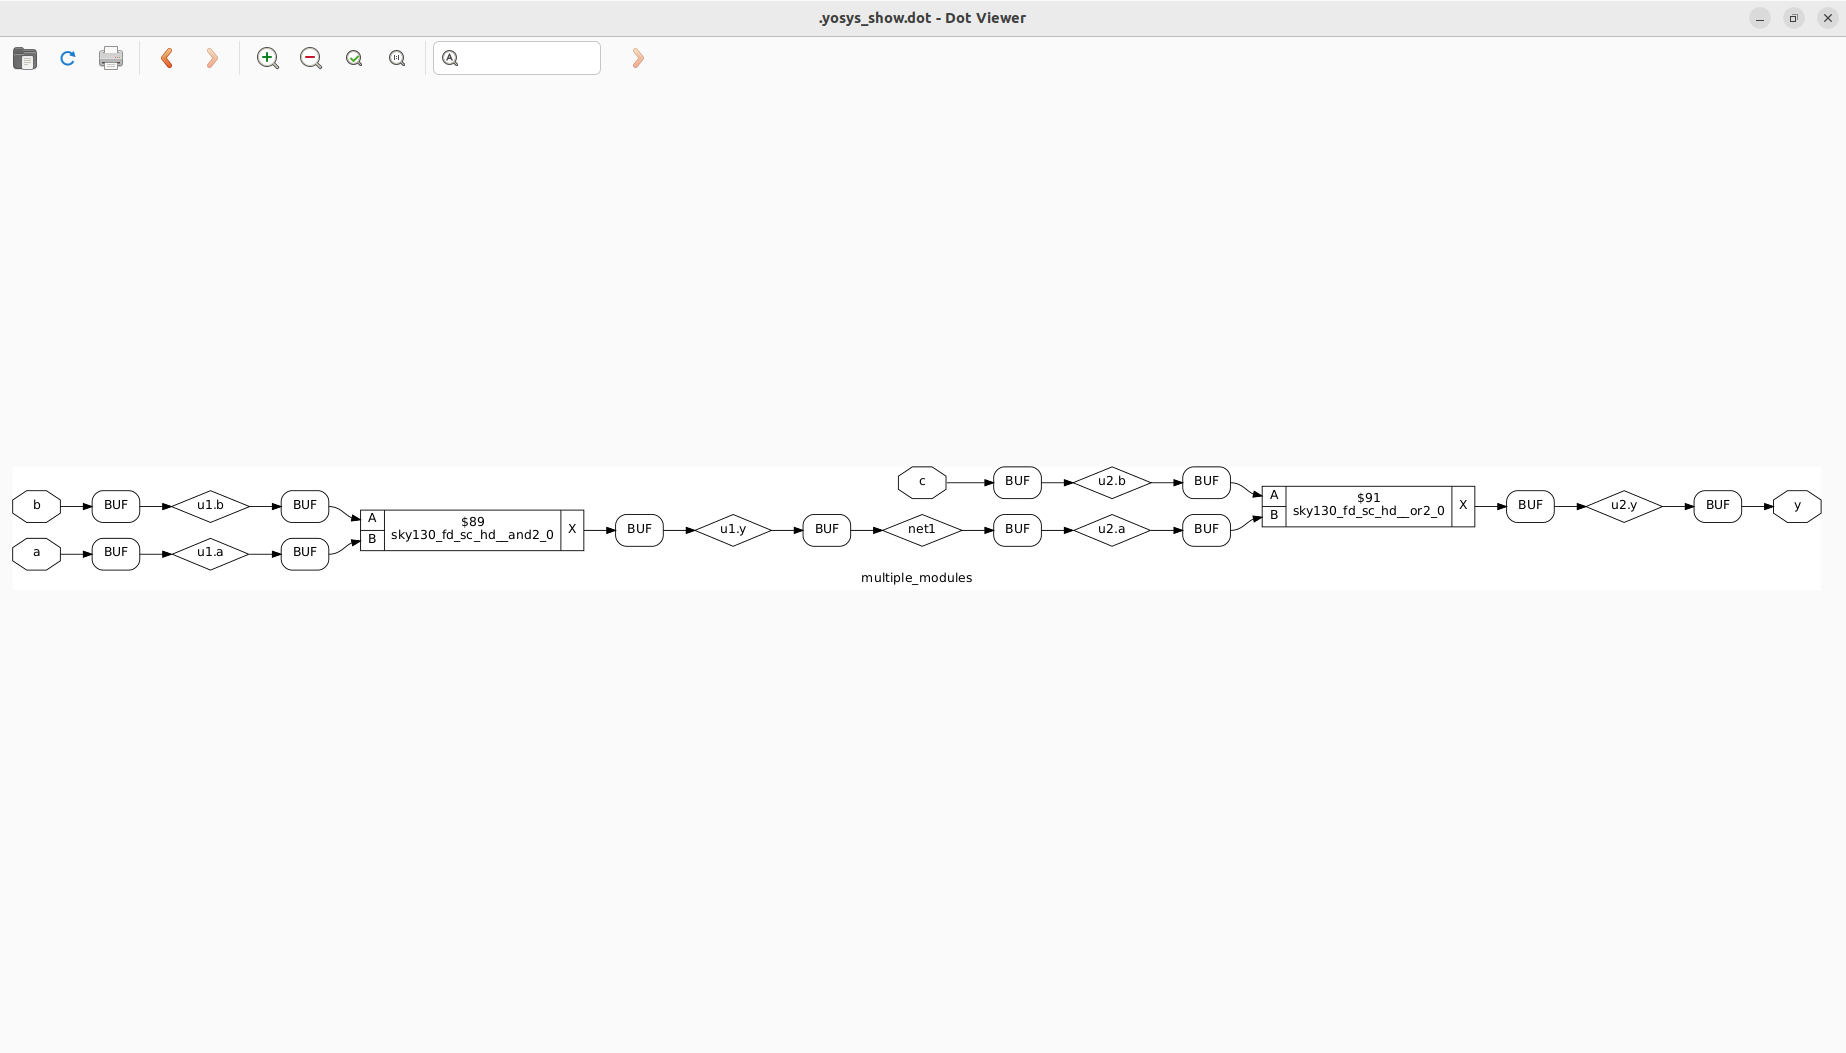 .yosys_show.dot - Dot Viewer
A
c BUF u2.b BUF
b BUF u1.b BUF
a BUF u1.a BUF
A
B
$89
sky130_fd_sc_hd__and2_0
X
BUF u1.y BUF net1 BUF u2.a BUF
A
B
$91
sky130_fd_sc_hd__or2_0
X
BUF u2.y BUF y
multiple_modules